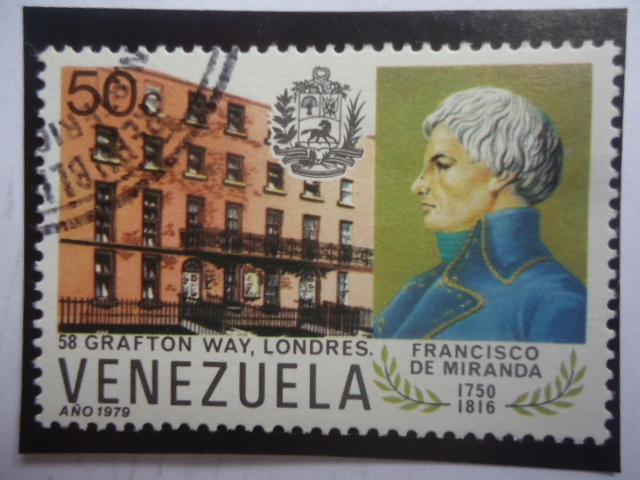 50
58 GRAFTON WAY, LONDRES.
VENEZUELA
AÑO 1979
FRANCISCO
DE MIRANDA
1750
1816